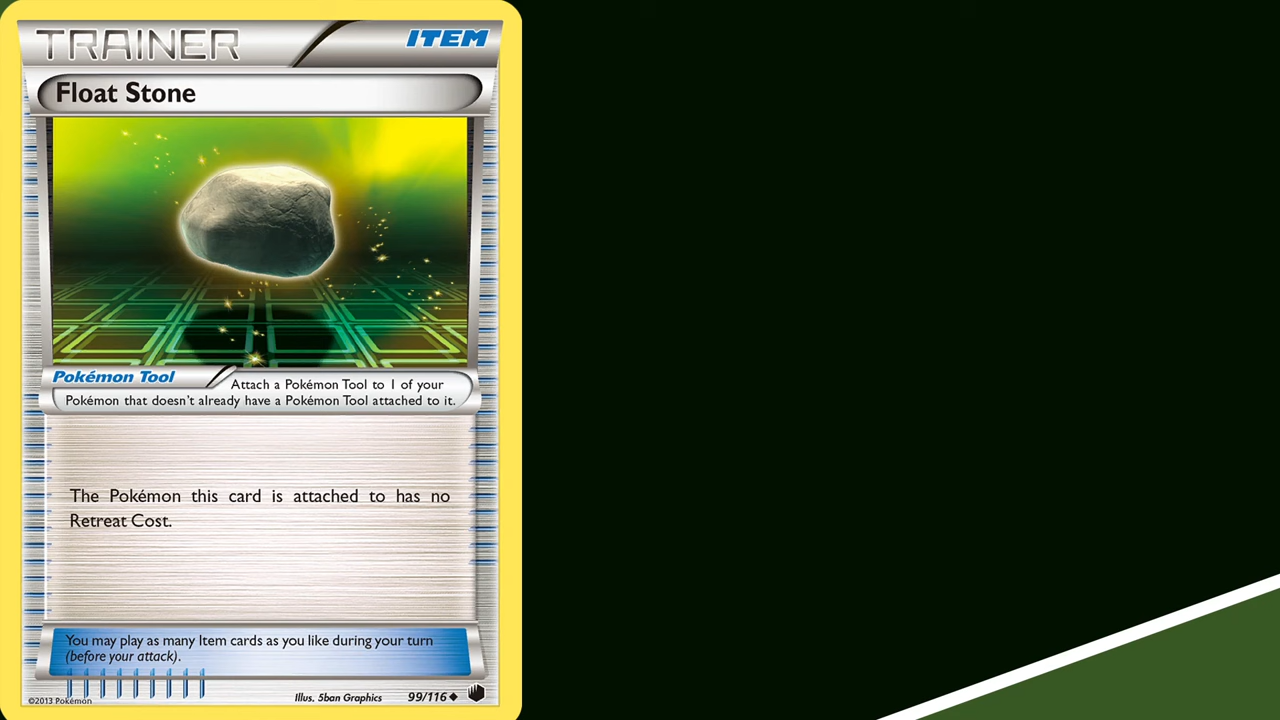 TRAINER
ITEM
Float Stone
Pokémon Tool
Attach a Pokémon Tool to 1 of your
Pokémon that doesn't already have a Pokémon Tool attached to it.
The Pokémon this card is attached to has no
Retreat Cost.
You may play as many Item cards as you like during your turn
(before your attack).
©2013 Pokémon
Illus. 5ban Graphics
99/116